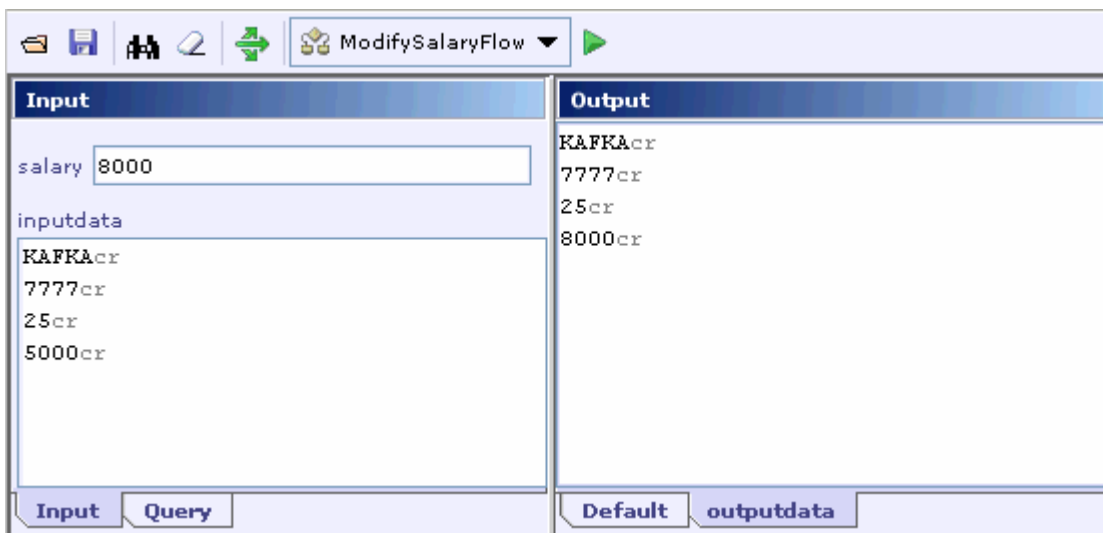 ModifySalaryFlow
Input
salary 8000
inputdata
KAFKAcr
7777cr
25cr
5000cr
Input Query
Output
KAFKAcr
7777cr
25cr
8000cr
Default outputdata